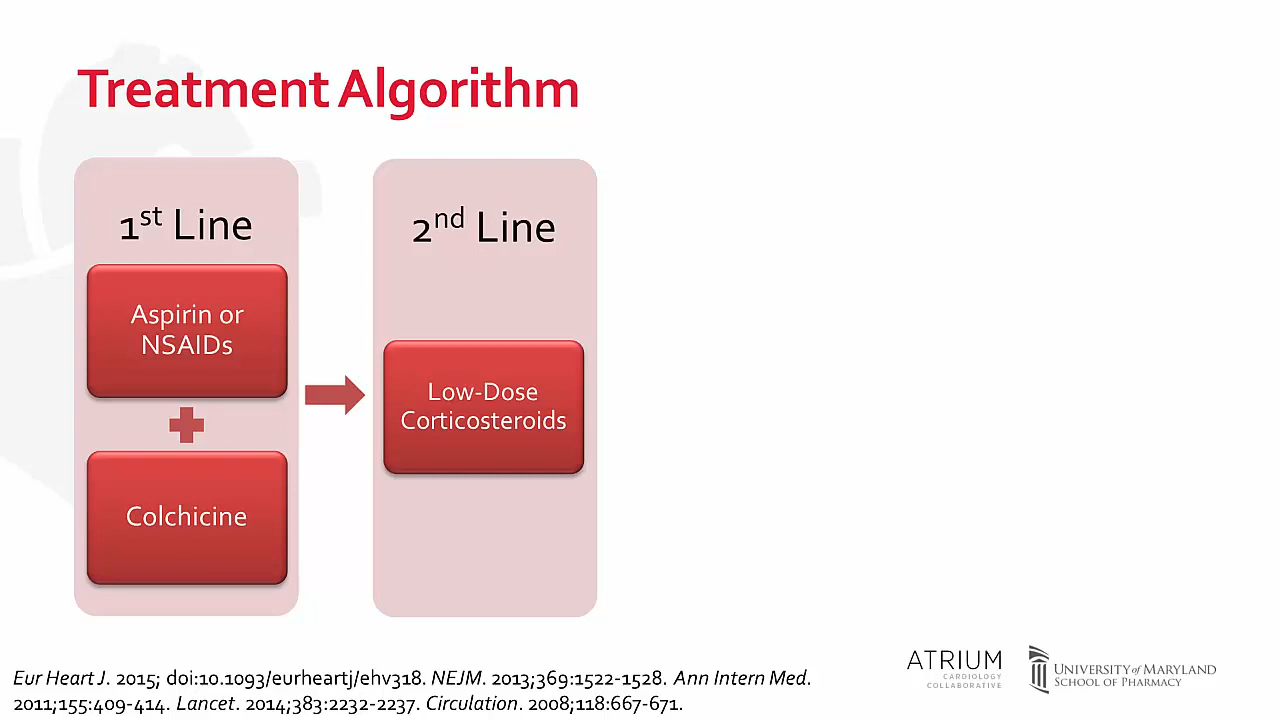 Treatment Algorithm
1st Line
Aspirin or
NSAIDs
Colchicine
2nd Line
Low-Dose
Corticosteroids
Eur Heart J. 2015; doi:10.1093/eurheartj/ehv318. NEJM. 2013;369:1522-1528. Ann Intern Med.
2011;155:409-414. Lancet. 2014;383:2232-2237. Circulation. 2008;118:667-671.
ATRIUM
CARDIOLOGY
COLLABORATIVE
UNIVERSITY of MARYLAND
SCHOOL OF PHARMACY